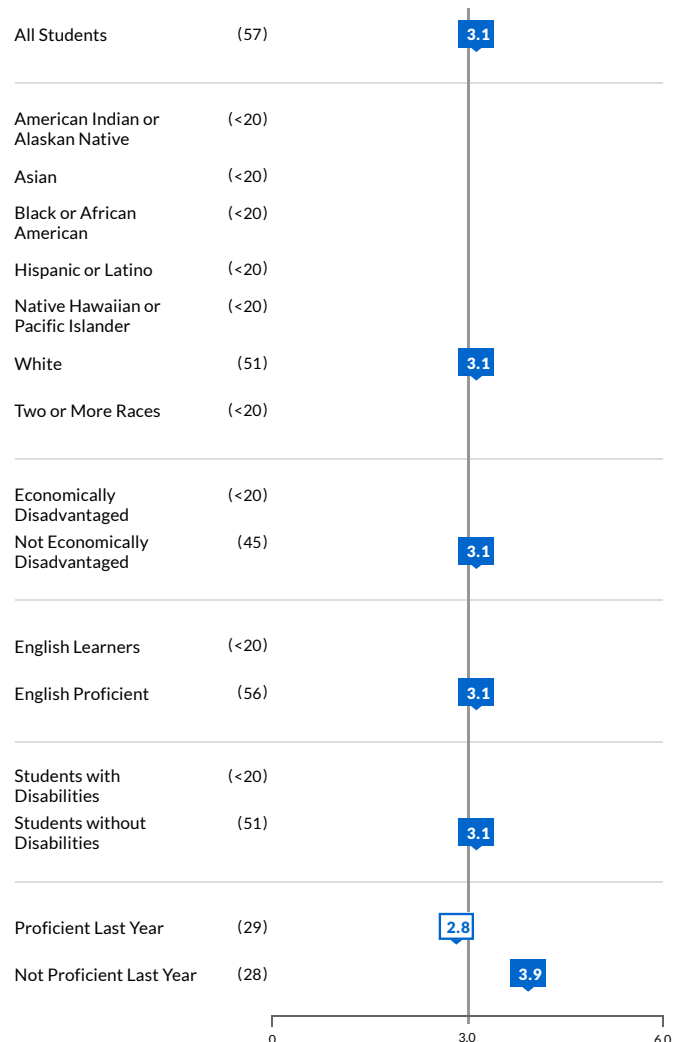 All Students (57) 3.1
American Indian or (<20)
Alaskan Native
Asian (<20)
Black or African (<20)
American
Hispanic or Latino (<20)
Native Hawaiian or (<20)
Pacific Islander
White (51) 3.1
Two or More Races (<20)
Economically (<20)
Disadvantaged
Not Economically (45) 3.1
Disadvantaged
English Learners (<20)
English Proficient (56) 3.1
Students with (<20)
Disabilities
Students without (51) 3.1
Disabilities
Proficient Last Year (29) 2.8
Not Proficient Last Year (28) 3.9
0 3.0 6.0